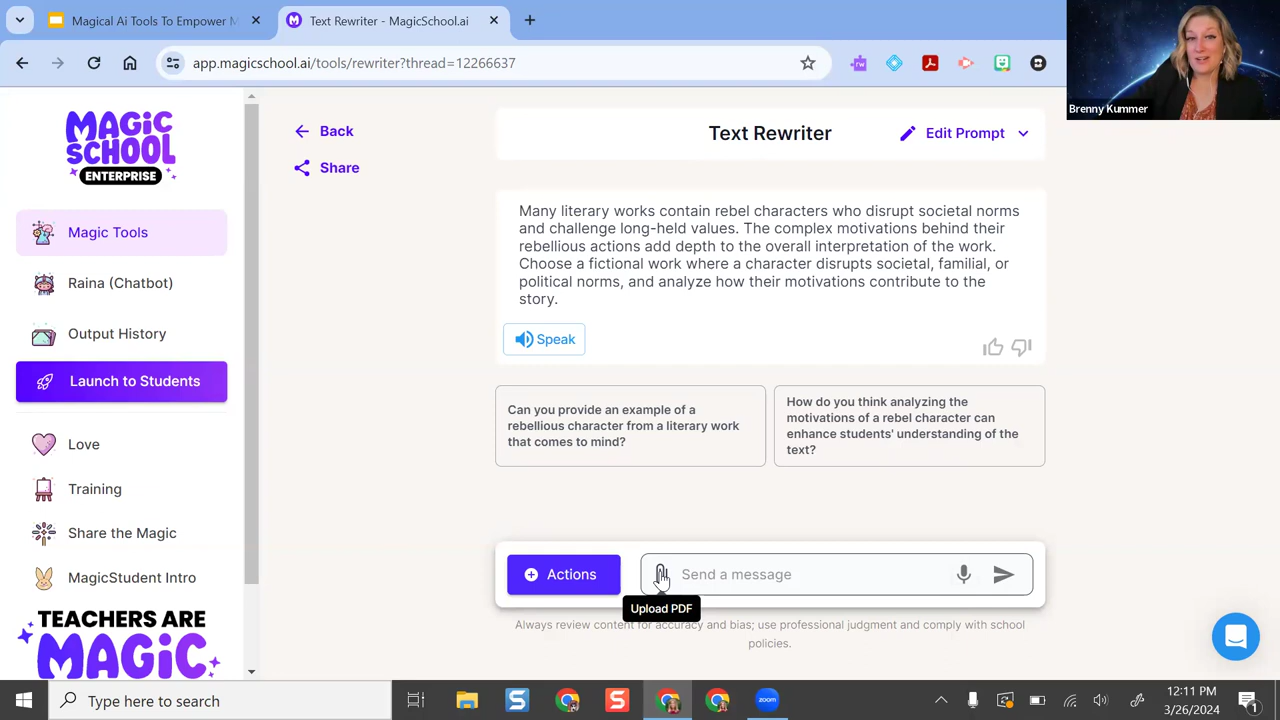 Magical Ai Tools To Empower M
Text Rewriter - MagicSchool.ai
app.magicschool.ai/tools/rewriter?thread=12266637
rw
Brenny Kummer
MAGIC
SCHOOL
ENTERPRISE
Magic Tools
Raina (Chatbot)
Output History
Launch to Students
Love
Training
Share the Magic
MagicStudent Intro
TEACHERS ARE
MAGIC
Back
Share
Text Rewriter
Edit Prompt
Many literary works contain rebel characters who disrupt societal norms
and challenge long-held values. The complex motivations behind their
rebellious actions add depth to the overall interpretation of the work.
Choose a fictional work where a character disrupts societal, familial, or
political norms, and analyze how their motivations contribute to the
story.
Speak
Can you provide an example of a
rebellious character from a literary work
that comes to mind?
How do you think analyzing the
motivations of a rebel character can
enhance students' understanding of the
text?
Actions
Send a message
Upload PDF
Always review content for accuracy and bias; use professional judgment and comply with school
policies.
Type here to search
S
S
zoom
12:11 PM
3/26/2024
1